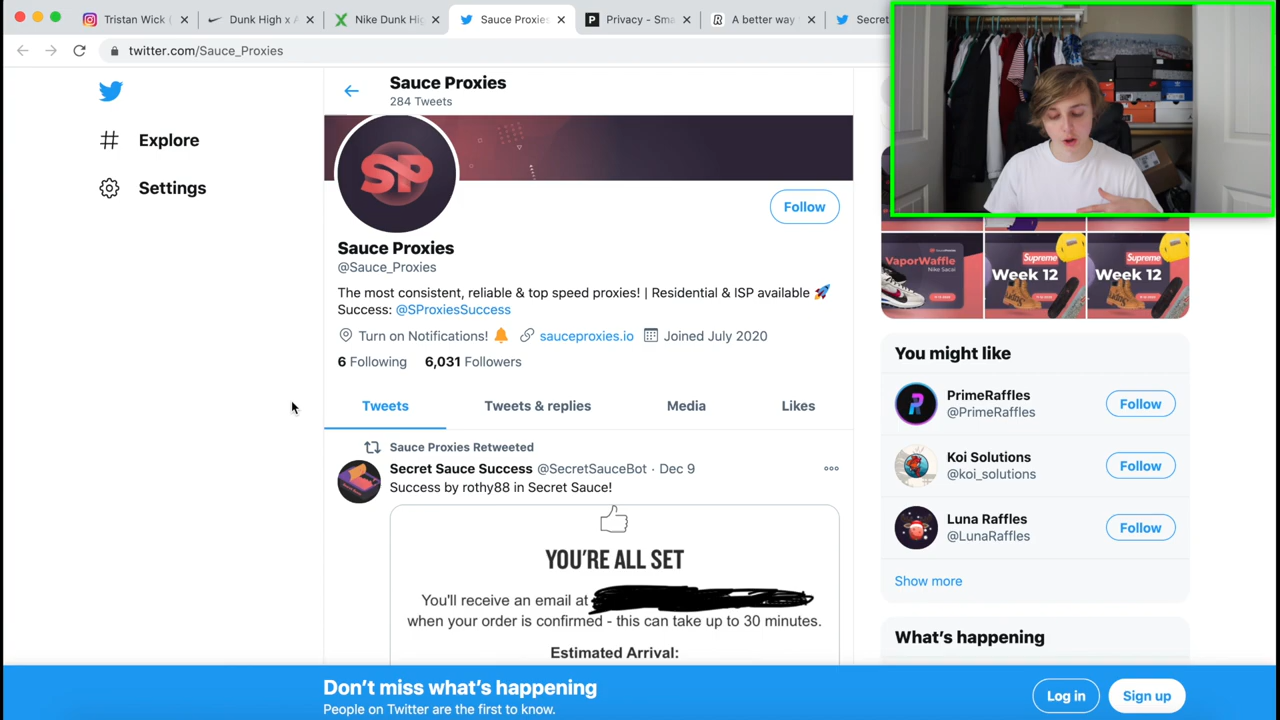 Tristan Wick (
Dunk High x A
Nike Dunk Hig
Sauce Proxies
Privacy - Sma
A better way
Secret
twitter.com/Sauce_Proxies
Sauce Proxies
284 Tweets
Explore
Settings
SP
Follow
Sauce Proxies
@Sauce_Proxies
The most consistent, reliable & top speed proxies! | Residential & ISP available 🚀
Success: @SProxiesSuccess
Turn on Notifications! 🔔 sauceproxies.io Joined July 2020
6 Following 6,031 Followers
Tweets Tweets & replies Media Likes
Sauce Proxies Retweeted
Secret Sauce Success @SecretSauceBot · Dec 9
Success by rothy88 in Secret Sauce!
YOU'RE ALL SET
You'll receive an email at
when your order is confirmed - this can take up to 30 minutes.
Estimated Arrival:
VaporWaffle
Nike Sacai
Supreme
Week 12
Supreme
Week 12
You might like
PrimeRaffles
@PrimeRaffles
Follow
Koi Solutions
@koi_solutions
Follow
Luna Raffles
@LunaRaffles
Follow
Show more
What's happening
Don't miss what's happening
People on Twitter are the first to know.
Log in
Sign up